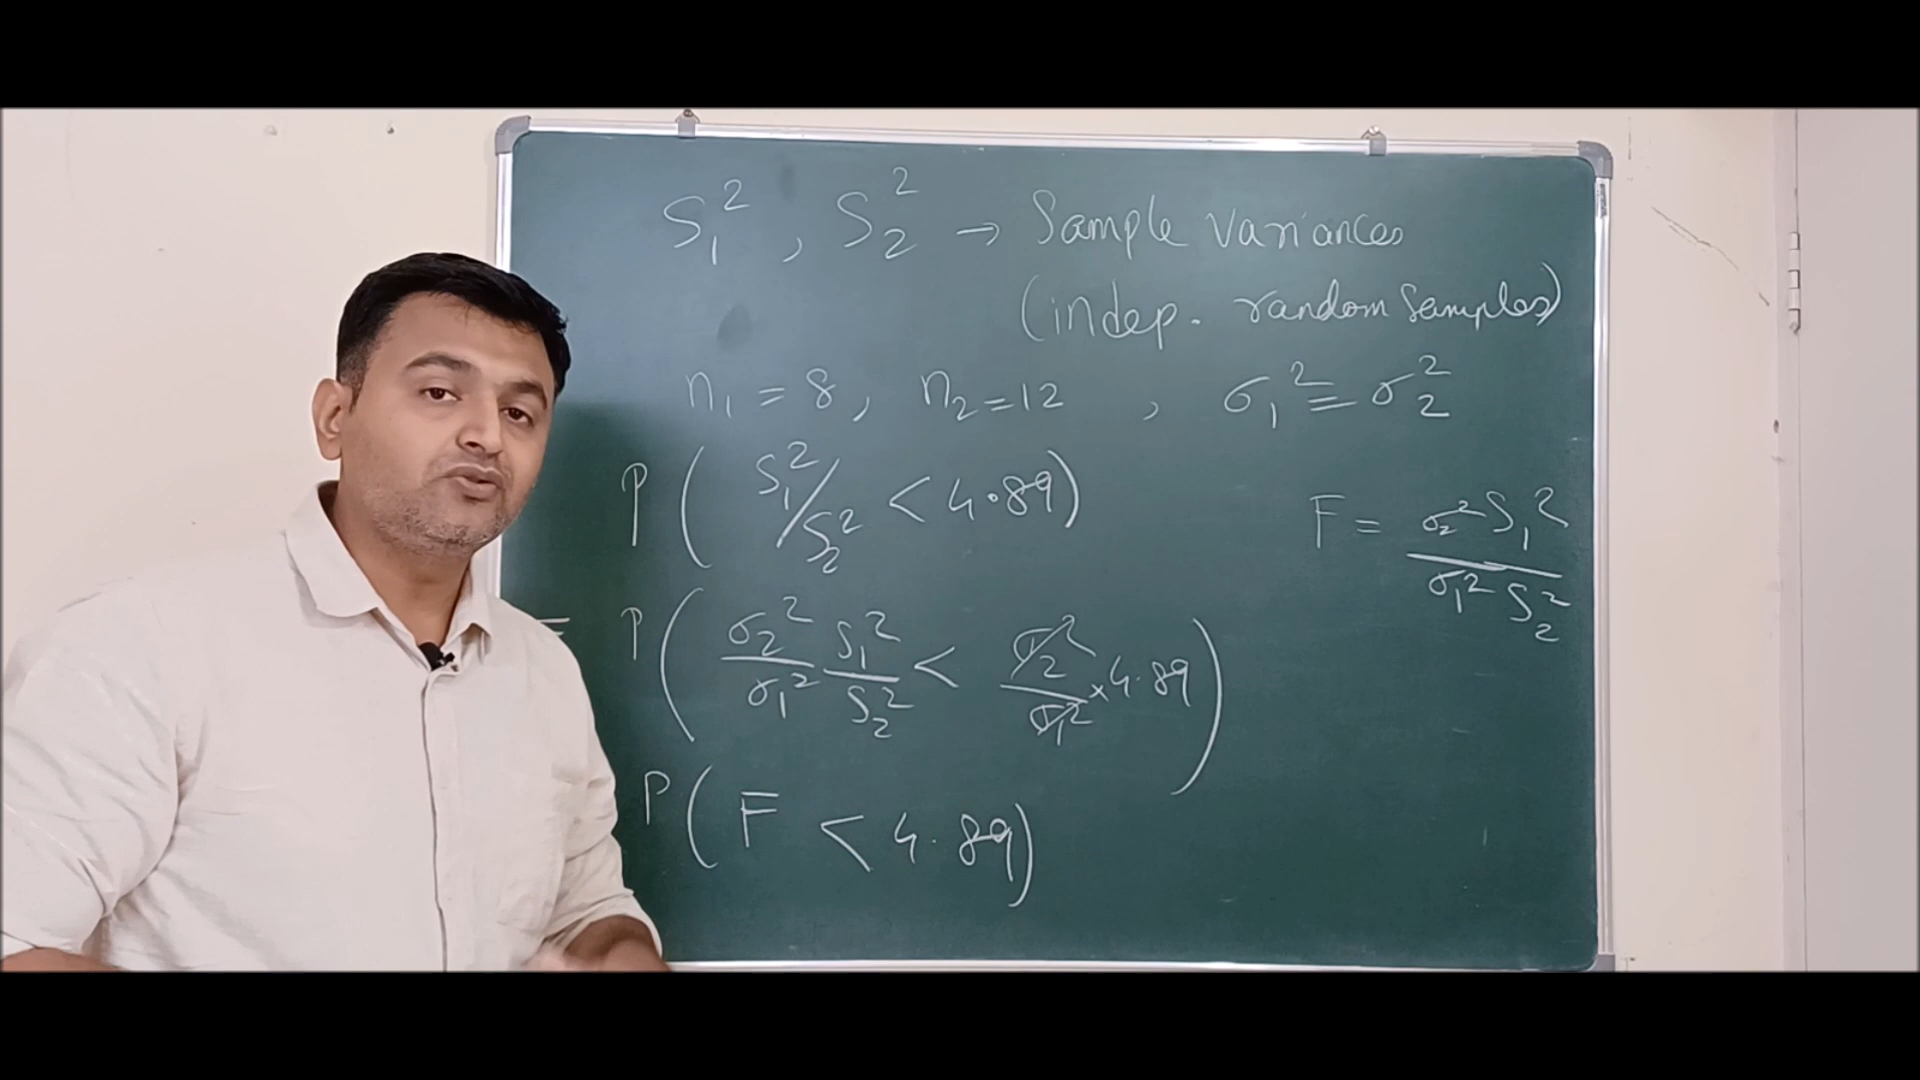 S₁², S₂² → Sample variances
(indep. random samples)
n₁ = 8, n₂ = 12, σ₁² = σ₂²
P( S₁²/S₂² < 4.89)
F = σ₂² S₁² / σ₁² S₂²
= P( σ₂²/σ₁² S₁²/S₂² < σ₂²/σ₁² × 4.89 )
P( F < 4.89)